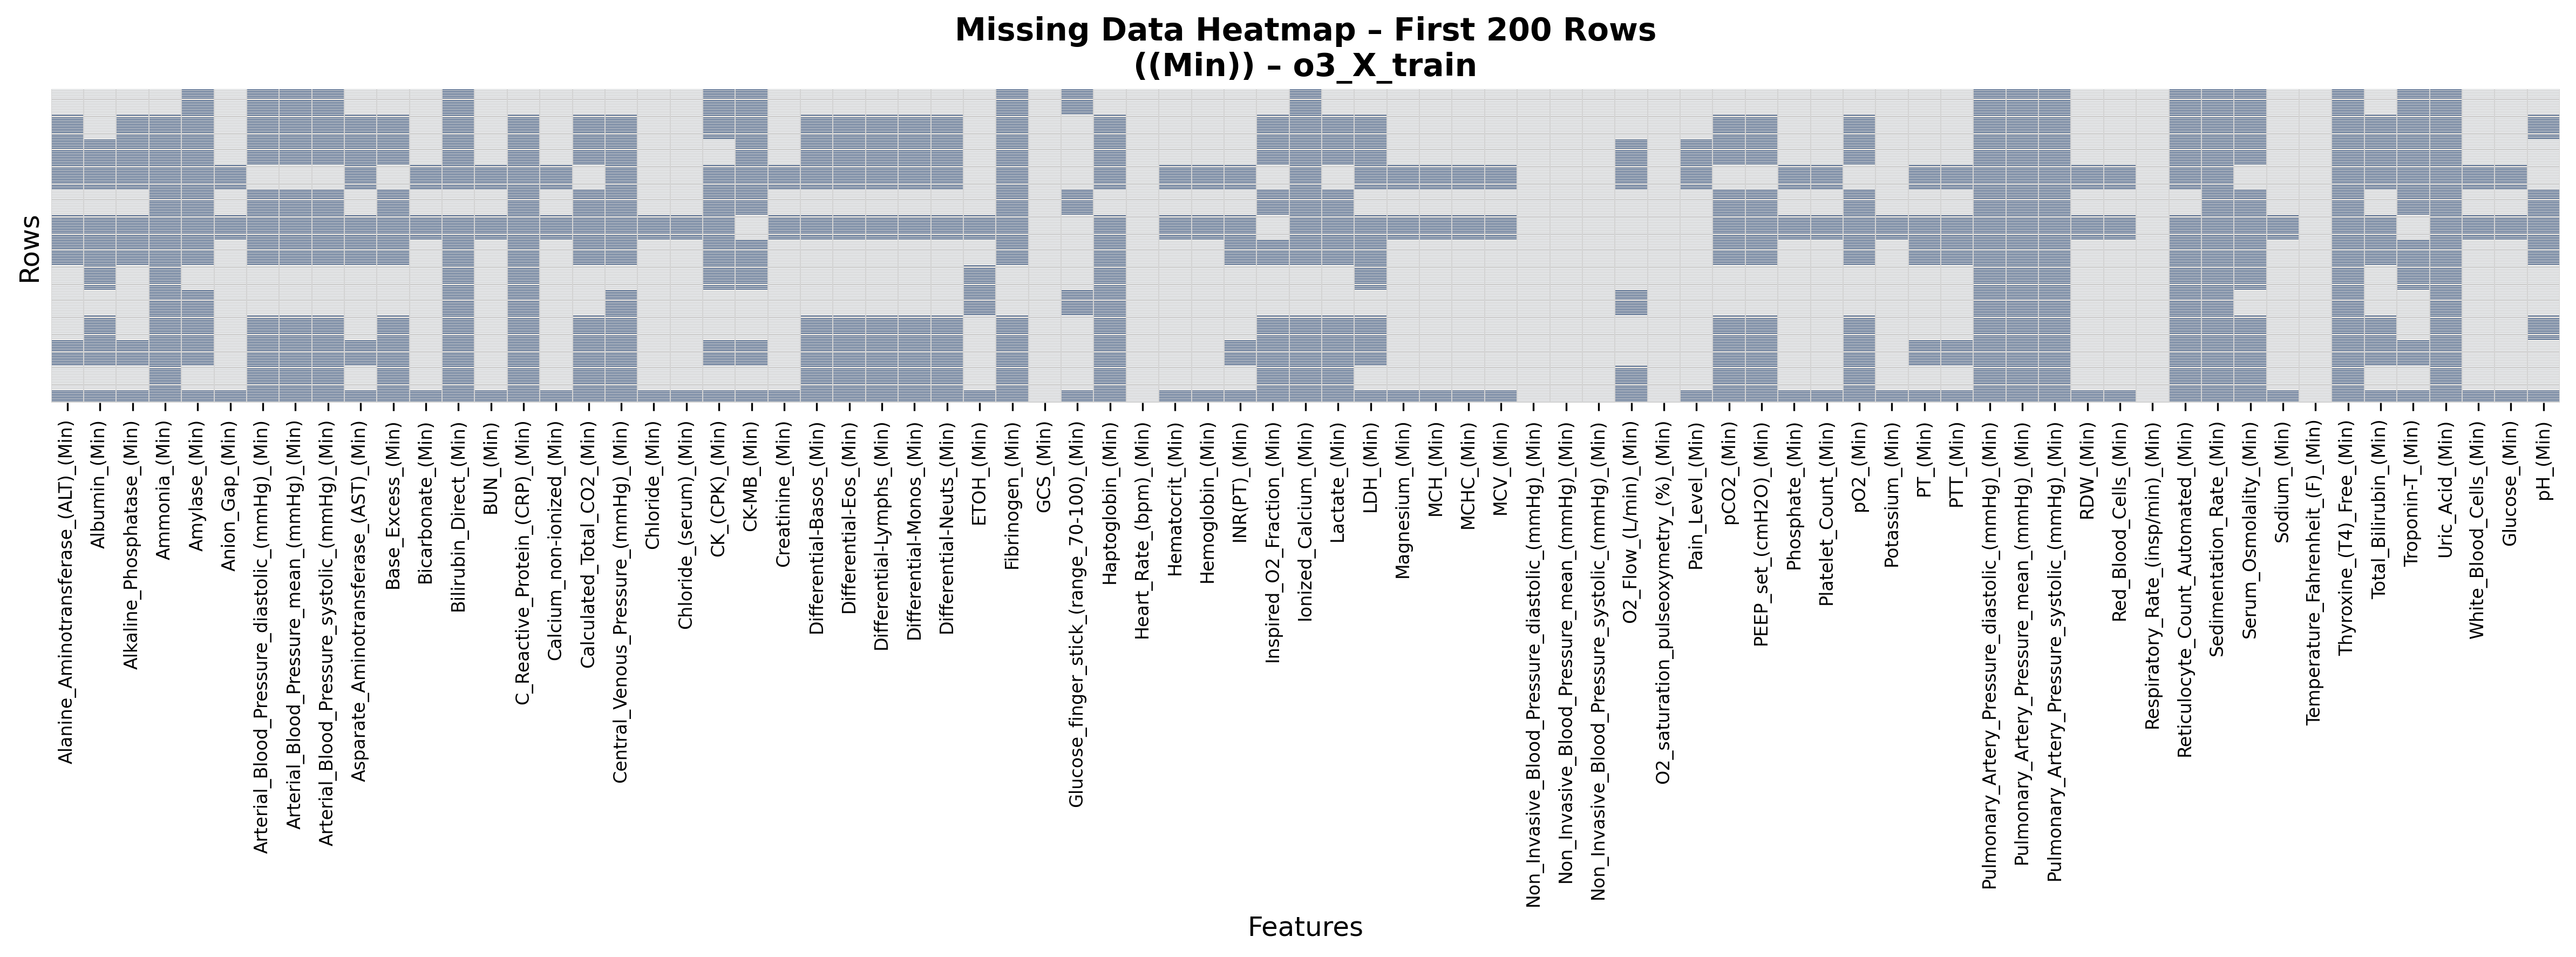 Missing Data Heatmap – First 200 Rows
((Min)) – o3_X_train
Rows
Alanine_Aminotransferase_(ALT)_(Min)
Albumin_(Min)
Alkaline_Phosphatase_(Min)
Ammonia_(Min)
Amylase_(Min)
Anion_Gap_(Min)
Arterial_Blood_Pressure_diastolic_(mmHg)_(Min)
Arterial_Blood_Pressure_mean_(mmHg)_(Min)
Arterial_Blood_Pressure_systolic_(mmHg)_(Min)
Asparate_Aminotransferase_(AST)_(Min)
Base_Excess_(Min)
Bicarbonate_(Min)
Bilirubin_Direct_(Min)
BUN_(Min)
C_Reactive_Protein_(CRP)_(Min)
Calcium_non-ionized_(Min)
Calculated_Total_CO2_(Min)
Central_Venous_Pressure_(mmHg)_(Min)
Chloride_(Min)
Chloride_(serum)_(Min)
CK_(CPK)_(Min)
CK-MB_(Min)
Creatinine_(Min)
Differential-Basos_(Min)
Differential-Eos_(Min)
Differential-Lymphs_(Min)
Differential-Monos_(Min)
Differential-Neuts_(Min)
ETOH_(Min)
Fibrinogen_(Min)
GCS_(Min)
Glucose_finger_stick_(range_70-100)_(Min)
Haptoglobin_(Min)
Heart_Rate_(bpm)_(Min)
Hematocrit_(Min)
Hemoglobin_(Min)
INR(PT)_(Min)
Inspired_O2_Fraction_(Min)
Ionized_Calcium_(Min)
Lactate_(Min)
LDH_(Min)
Magnesium_(Min)
MCH_(Min)
MCHC_(Min)
MCV_(Min)
Non_Invasive_Blood_Pressure_diastolic_(mmHg)_(Min)
Non_Invasive_Blood_Pressure_mean_(mmHg)_(Min)
Non_Invasive_Blood_Pressure_systolic_(mmHg)_(Min)
O2_Flow_(L/min)_(Min)
O2_saturation_pulseoxymetry_(%)_(Min)
Pain_Level_(Min)
pCO2_(Min)
PEEP_set_(cmH2O)_(Min)
Phosphate_(Min)
Platelet_Count_(Min)
pO2_(Min)
Potassium_(Min)
PT_(Min)
PTT_(Min)
Pulmonary_Artery_Pressure_diastolic_(mmHg)_(Min)
Pulmonary_Artery_Pressure_mean_(mmHg)_(Min)
Pulmonary_Artery_Pressure_systolic_(mmHg)_(Min)
RDW_(Min)
Red_Blood_Cells_(Min)
Respiratory_Rate_(insp/min)_(Min)
Reticulocyte_Count_Automated_(Min)
Sedimentation_Rate_(Min)
Serum_Osmolality_(Min)
Sodium_(Min)
Temperature_Fahrenheit_(F)_(Min)
Thyroxine_(T4)_Free_(Min)
Total_Bilirubin_(Min)
Troponin-T_(Min)
Uric_Acid_(Min)
White_Blood_Cells_(Min)
Glucose_(Min)
pH_(Min)
Features